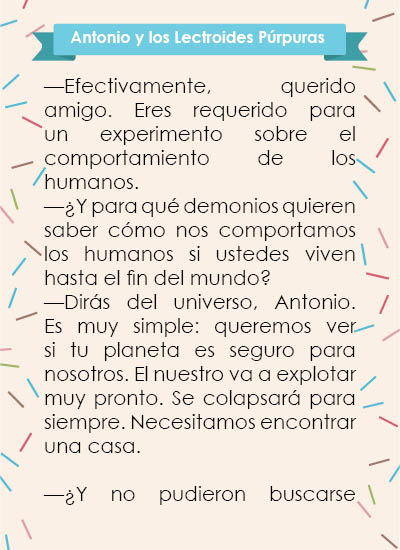 Antonio y los Lectroides Púrpuras
—Efectivamente, querido
amigo. Eres requerido para
un experimento sobre el
comportamiento de los
humanos.
—¿Y para qué demonios quieren
saber cómo nos comportamos
los humanos si ustedes viven
hasta el fin del mundo?
—Dirás del universo, Antonio.
Es muy simple: queremos ver
si tu planeta es seguro para
nosotros. El nuestro va a explotar
muy pronto. Se colapsará para
siempre. Necesitamos encontrar
una casa.
—¿Y no pudieron buscarse